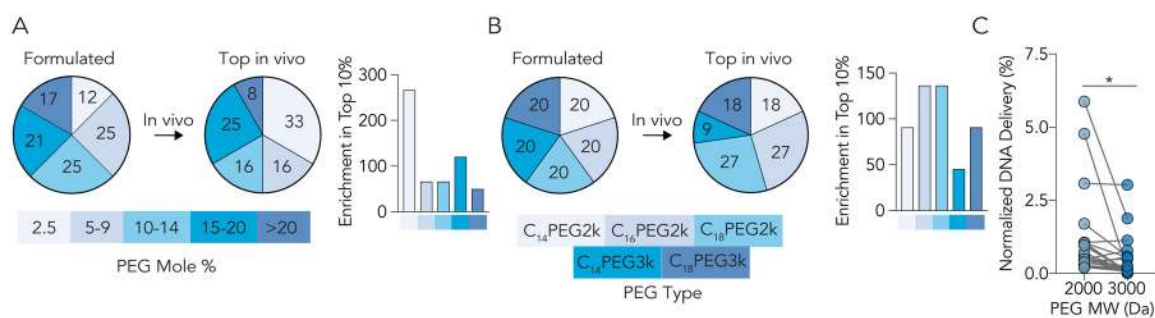 A
Formulated
Top in vivo
17
12
21
25
25
In vivo
8
33
25
16
16
Enrichment in Top 10%
300
200
100
0
2.5
5-9
10-14
15-20
>20
PEG Mole %
B
Formulated
Top in vivo
20
20
20
20
20
In vivo
18
18
9
27
27
Enrichment in Top 10%
150
100
50
0
C₁₄PEG2k
C₁₆PEG2k
C₁₈PEG2k
C₁₄PEG3k
C₁₈PEG3k
PEG Type
C
Normalized DNA Delivery (%)
7.5
5.0
2.5
0.0
*
2000 3000
PEG MW (Da)